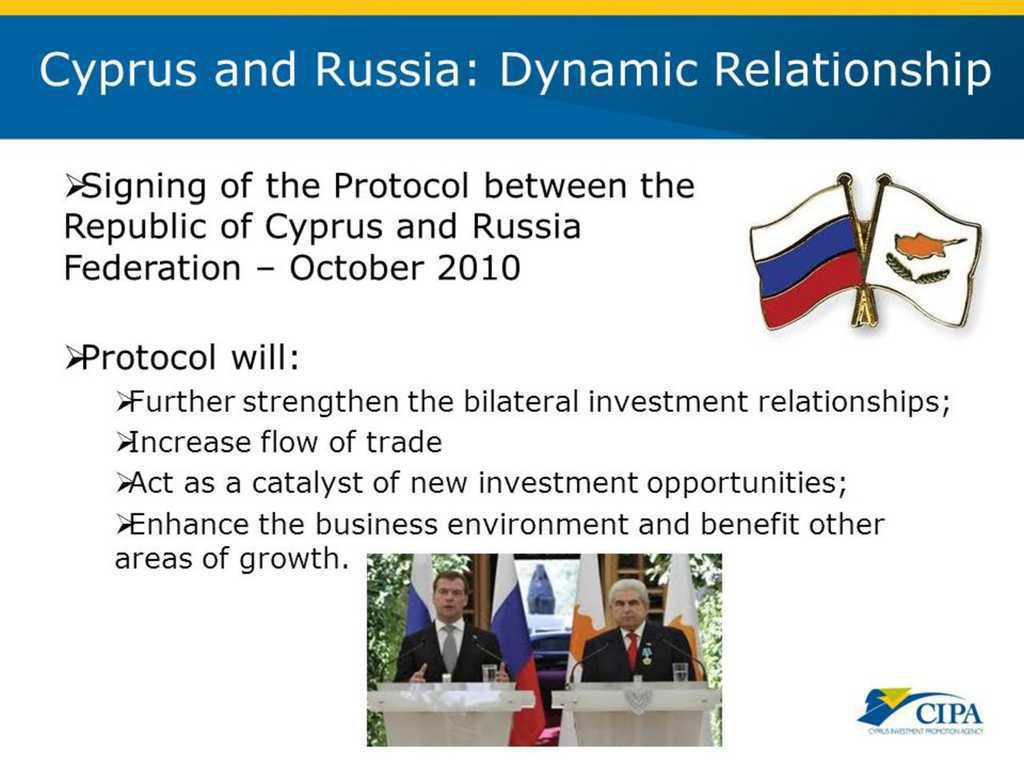 Cyprus and Russia: Dynamic Relationship
➢Signing of the Protocol between the
Republic of Cyprus and Russia
Federation – October 2010
➢Protocol will:
➢Further strengthen the bilateral investment relationships;
➢Increase flow of trade
➢Act as a catalyst of new investment opportunities;
➢Enhance the business environment and benefit other
areas of growth.
CIPA
CYPRUS INVESTMENT PROMOTION AGENCY